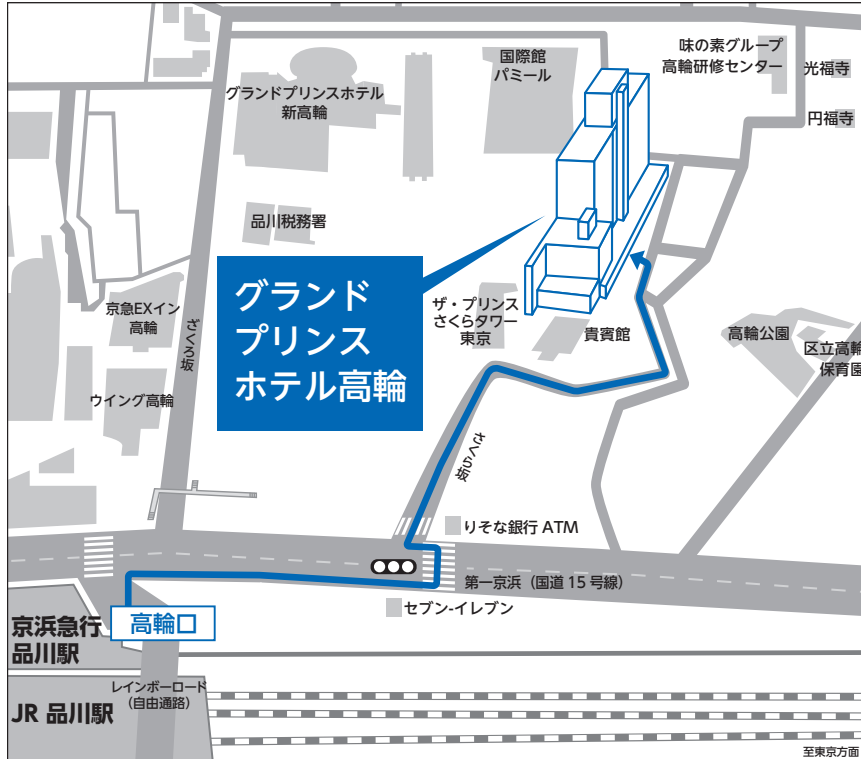 国際館
パミール
味の素グループ
高輪研修センター
光福寺
円福寺
グランドプリンスホテル
新高輪
品川税務署
グランド
プリンス
ホテル高輪
ザ・プリンス
さくらタワー
東京
貴賓館
高輪公園
区立高輪
保育園
京急EXイン
高輪
ざくろ坂
ウイング高輪
さくら坂
りそな銀行 ATM
第一京浜（国道 15 号線）
セブン-イレブン
高輪口
京浜急行
品川駅
レインボーロード
（自由通路）
JR 品川駅
至東京方面